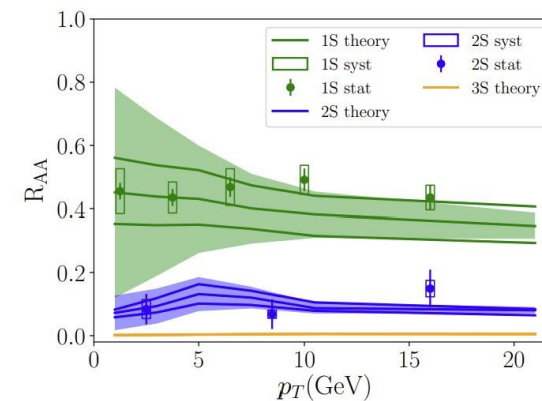 1.0
0.8
0.6
0.4
0.2
0.0
R_AA
1S theory
1S syst
1S stat
2S theory
2S syst
2S stat
3S theory
0
5
10
15
20
p_T(GeV)